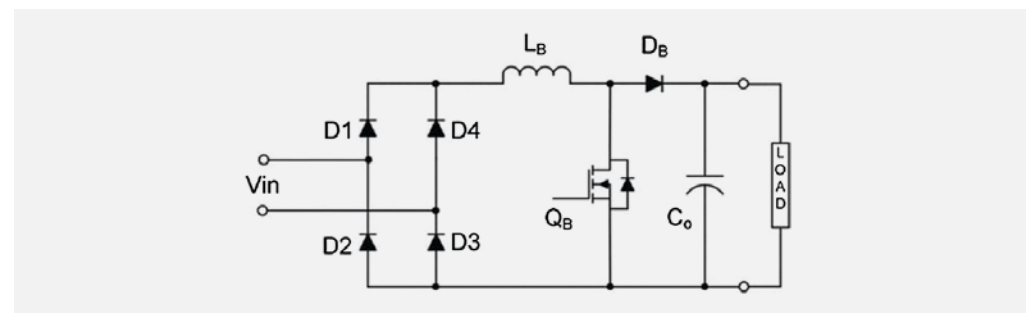 L_B
D_B
D1
D4
Vin
D2
D3
Q_B
C_o
LOAD